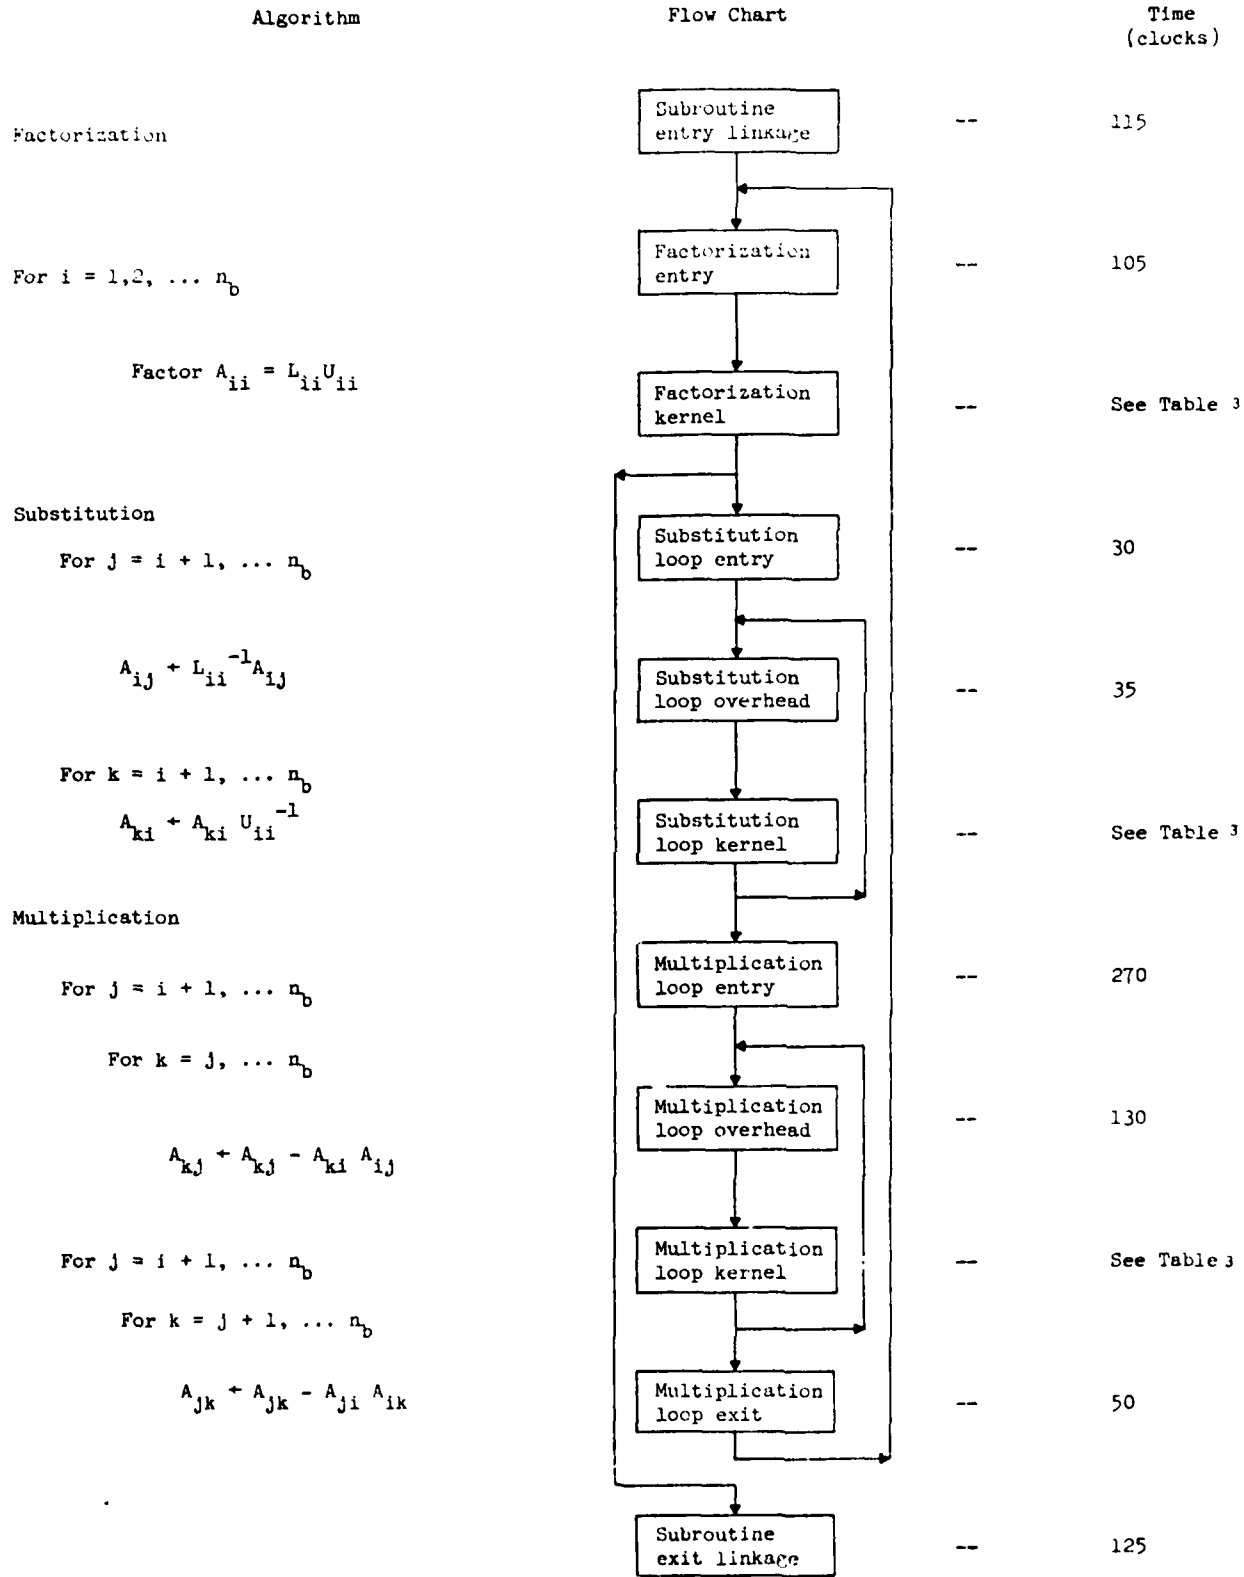 Algorithm Flow Chart Time
(clocks)
Factorization
Subroutine
entry linkage -- 115
For i = 1,2, ... n_b
Factorization
entry -- 105
Factor A_ii = L_ii U_ii
Factorization
kernel -- See Table 3
Substitution
For j = i + 1, ... n_b
Substitution
loop entry -- 30
A_ij ← L_ii^-1 A_ij
Substitution
loop overhead -- 35
For k = i + 1, ... n_b
A_ki ← A_ki U_ii^-1
Substitution
loop kernel -- See Table 3
Multiplication
For j = i + 1, ... n_b
Multiplication
loop entry -- 270
For k = j, ... n_b
Multiplication
loop overhead -- 130
A_kj ← A_kj - A_ki A_ij
For j = i + 1, ... n_b
Multiplication
loop kernel -- See Table 3
For k = j + 1, ... n_b
A_jk ← A_jk - A_ji A_ik
Multiplication
loop exit -- 50
Subroutine
exit linkage -- 125